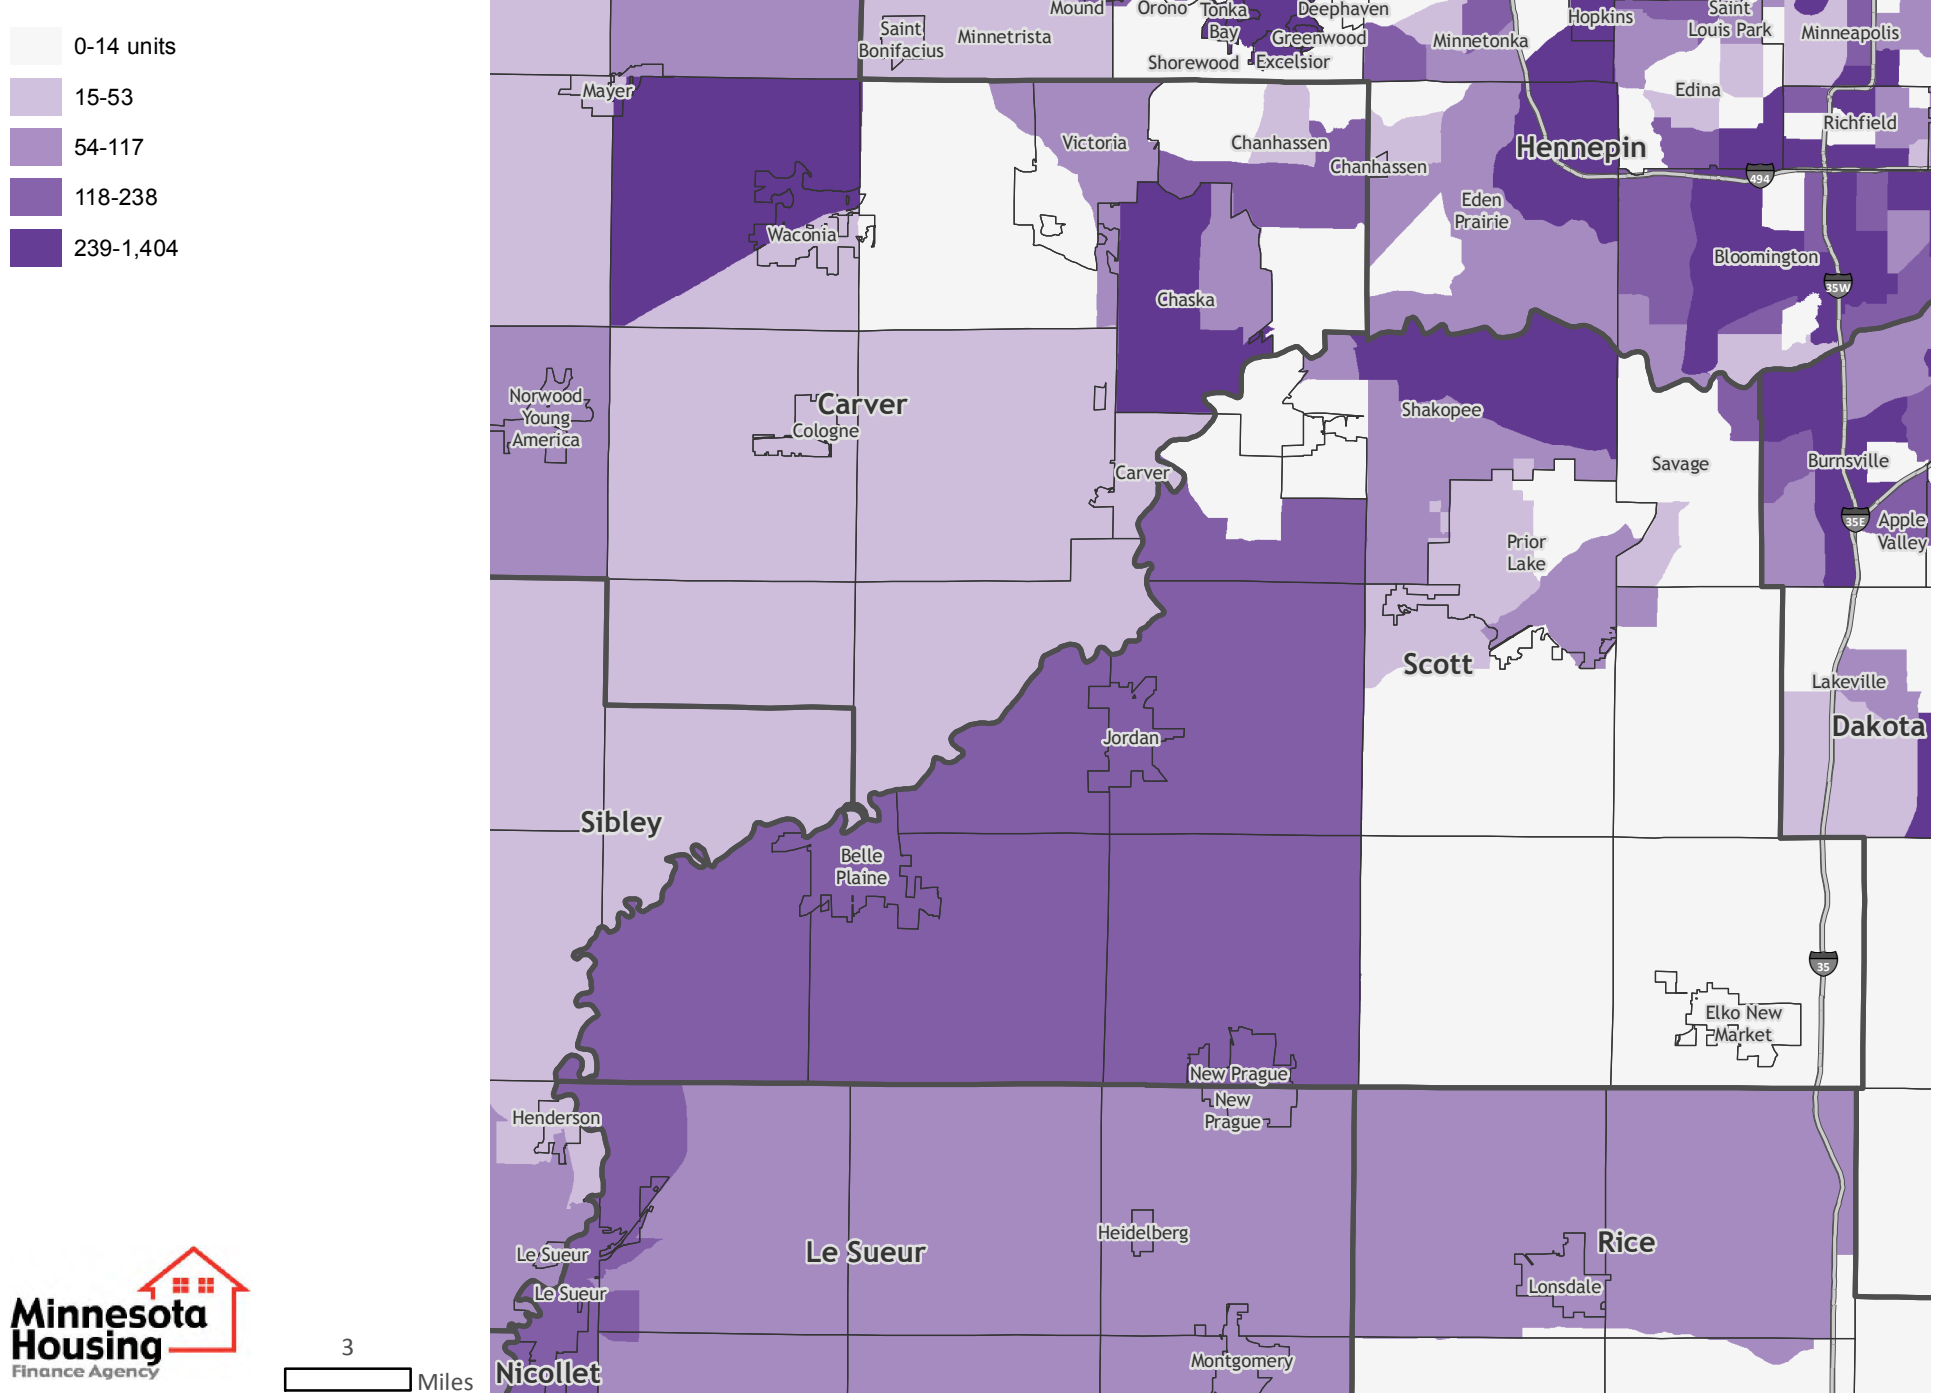 0-14 units
15-53
54-117
118-238
239-1,404
Mound
Orono
Tonka
Bay
Deephaven
Greenwood
Shorewood
Excelsior
Saint
Bonifacius
Minnetrista
Minnetonka
Hopkins
Saint
Louis Park
Minneapolis
Mayer
Edina
Richfield
Victoria
Chanhassen
Chanhassen
Hennepin
494
Eden
Prairie
Waconia
Bloomington
35W
Chaska
Norwood
Young
America
Carver
Cologne
Shakopee
Carver
Savage
Burnsville
35E
Apple
Valley
Prior
Lake
Scott
Lakeville
Dakota
Jordan
Sibley
Belle
Plaine
35
Elko New
Market
New Prague
New
Prague
Henderson
Heidelberg
Le Sueur
Le Sueur
Le Sueur
Rice
Lonsdale
Montgomery
Nicollet
Minnesota
Housing
Finance Agency
3
Miles